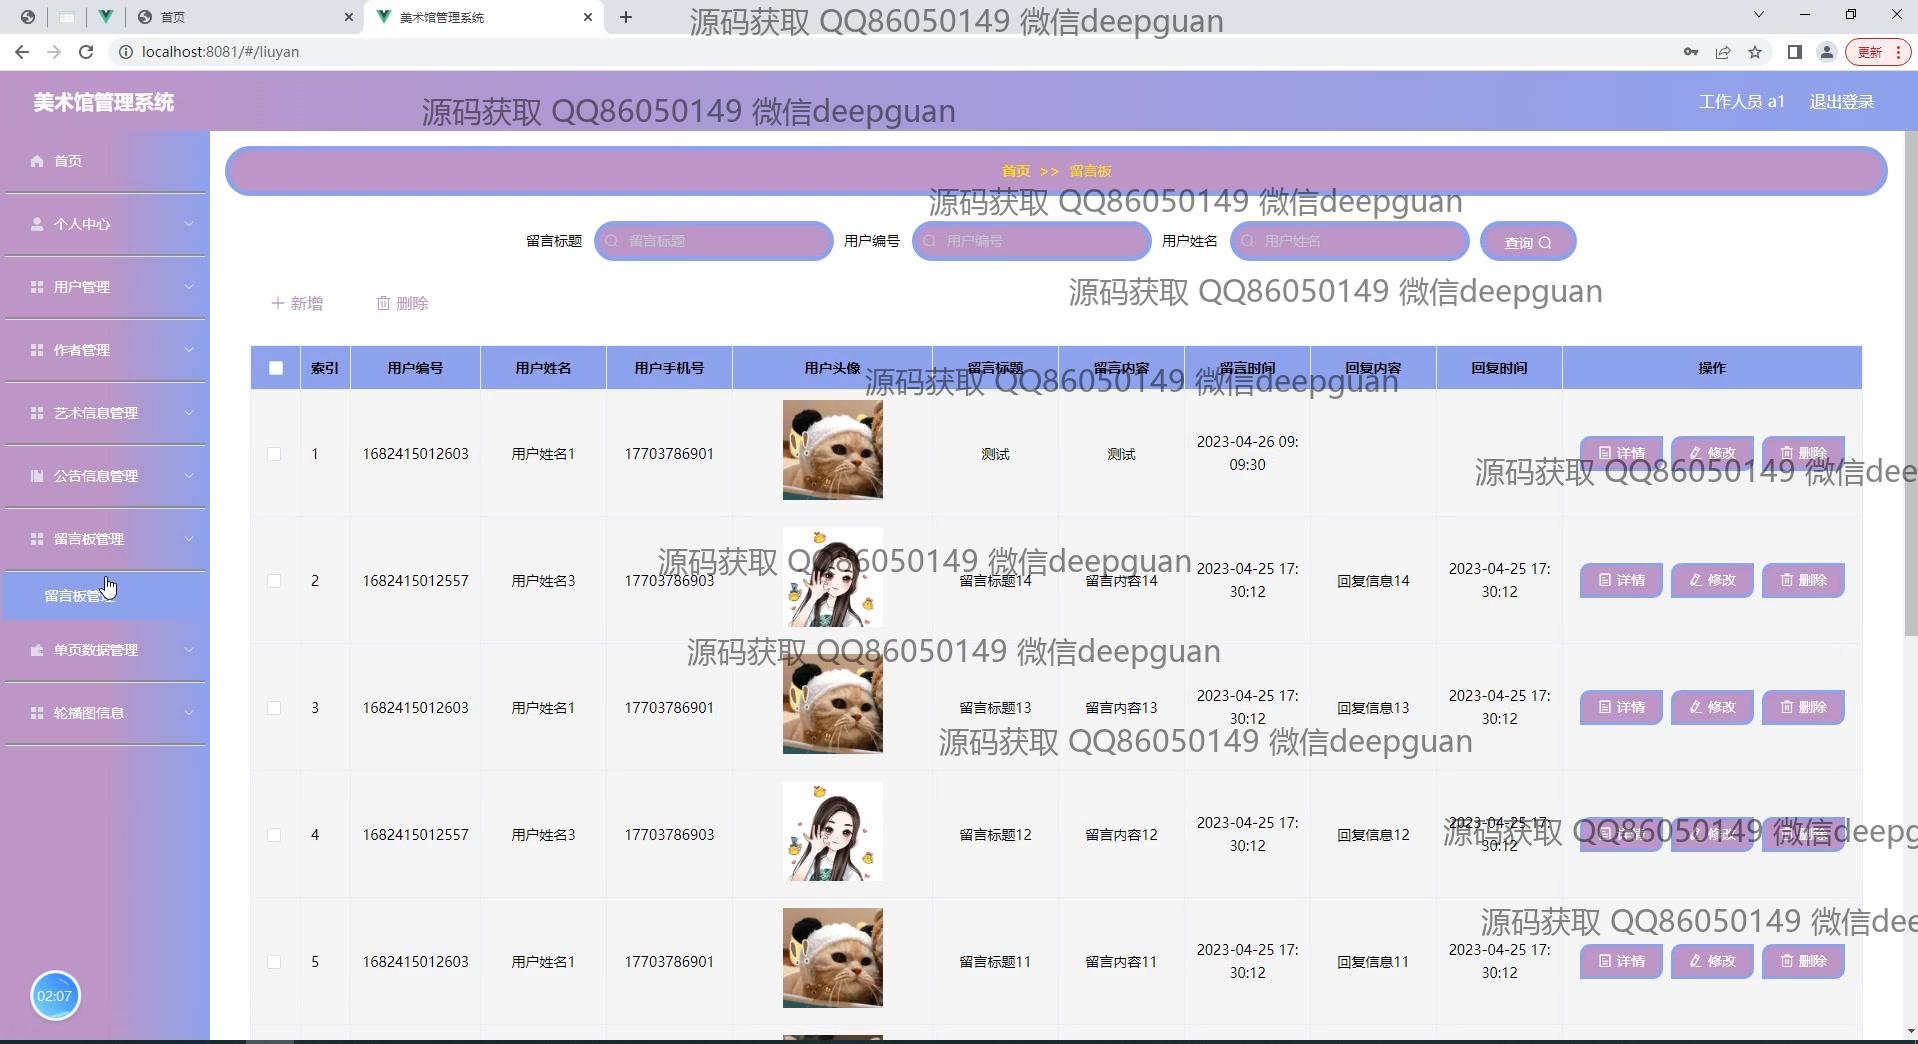 首页
美术馆管理系统
源码获取 QQ86050149 微信deepguan
localhost:8081/#/liuyan
更新
美术馆管理系统
源码获取 QQ86050149 微信deepguan
工作人员 a1 退出登录
首页
个人中心
用户管理
作者管理
艺术信息管理
公告信息管理
留言板管理
留言板管理
单页数据管理
轮播图信息
02:07
首页 >> 留言板
源码获取 QQ86050149 微信deepguan
留言标题 留言标题 用户编号 用户编号 用户姓名 用户姓名 查询
源码获取 QQ86050149 微信deepguan
新增 删除
索引 用户编号 用户姓名 用户手机号 用户头像 留言标题 留言内容 留言时间 回复内容 回复时间 操作
源码获取 QQ86050149 微信deepguan
1 1682415012603 用户姓名1 17703786901 测试 测试 2023-04-26 09:09:30 详情 修改 删除
源码获取 QQ86050149 微信dee
源码获取 QQ86050149 微信deepguan
2 1682415012557 用户姓名3 17703786903 留言标题14 留言内容14 2023-04-25 17:30:12 回复信息14 2023-04-25 17:30:12 详情 修改 删除
源码获取 QQ86050149 微信deepguan
3 1682415012603 用户姓名1 17703786901 留言标题13 留言内容13 2023-04-25 17:30:12 回复信息13 2023-04-25 17:30:12 详情 修改 删除
源码获取 QQ86050149 微信deepguan
4 1682415012557 用户姓名3 17703786903 留言标题12 留言内容12 2023-04-25 17:30:12 回复信息12 2023-04-25 17:30:12 详情 修改 删除
源码获取 QQ86050149 微信deepg
源码获取 QQ86050149 微信dee
5 1682415012603 用户姓名1 17703786901 留言标题11 留言内容11 2023-04-25 17:30:12 回复信息11 2023-04-25 17:30:12 详情 修改 删除